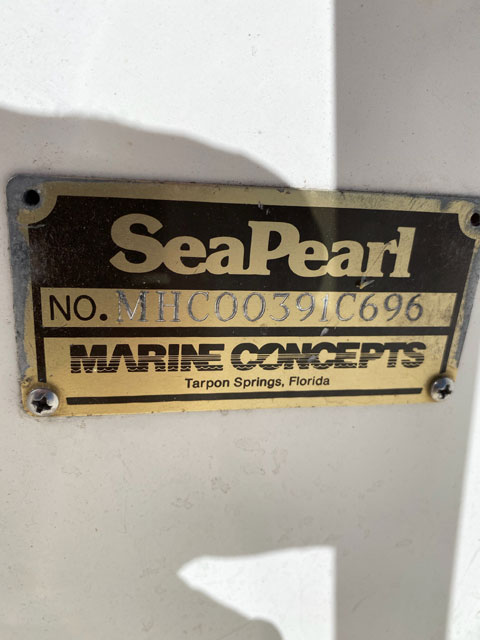 SeaPearl
NO. MHC00391C696
MARINE CONCEPTS
Tarpon Springs, Florida